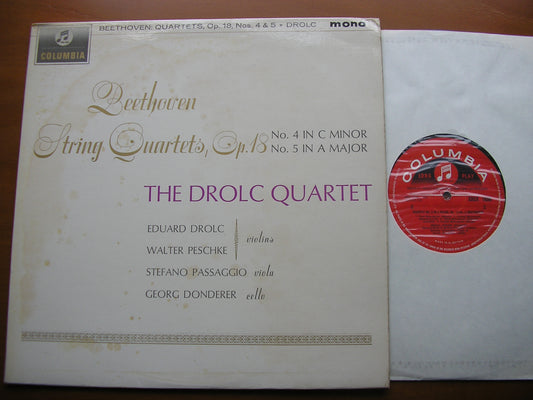 COLUMBIA
BEETHOVEN: QUARTETS, Op. 18, Nos. 4 & 5 • DROLC
mono
Beethoven
String Quartets, Op. 18
No. 4 IN C MINOR
No. 5 IN A MAJOR
THE DROLC QUARTET
EDUARD DROLC
WALTER PESCHKE
violins
STEFANO PASSAGGIO viola
GEORG DONDERER cello
COLUMBIA